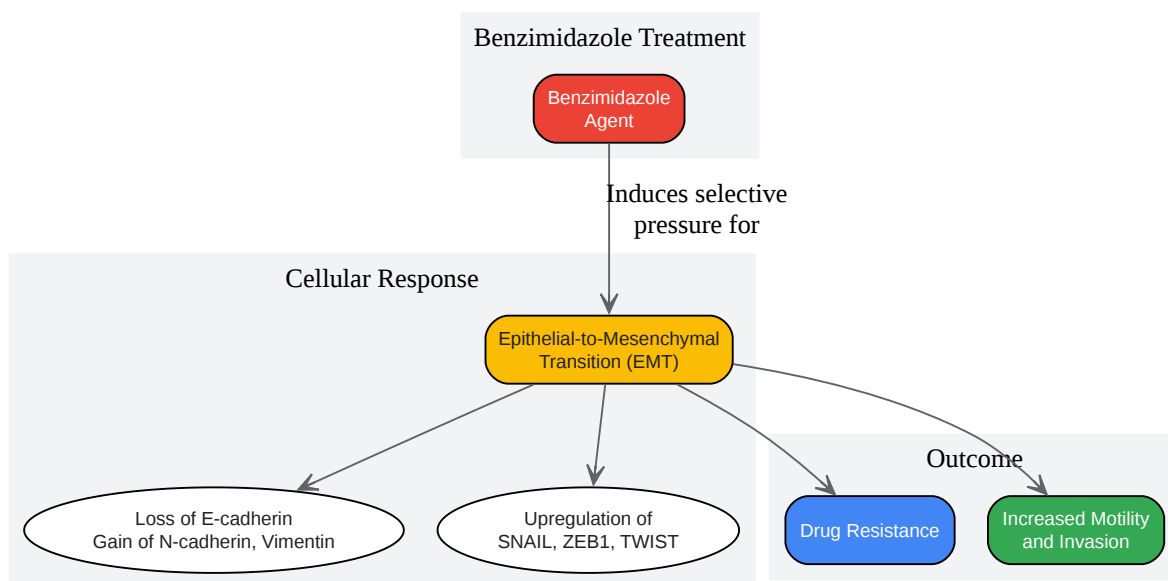 Benzimidazole Treatment
Benzimidazole
Agent
Induces selective
pressure for
Cellular Response
Epithelial-to-Mesenchymal
Transition (EMT)
Outcome
Loss of E-cadherin
Gain of N-cadherin, Vimentin
Upregulation of
SNAIL, ZEB1, TWIST
Drug Resistance
Increased Motility
and Invasion